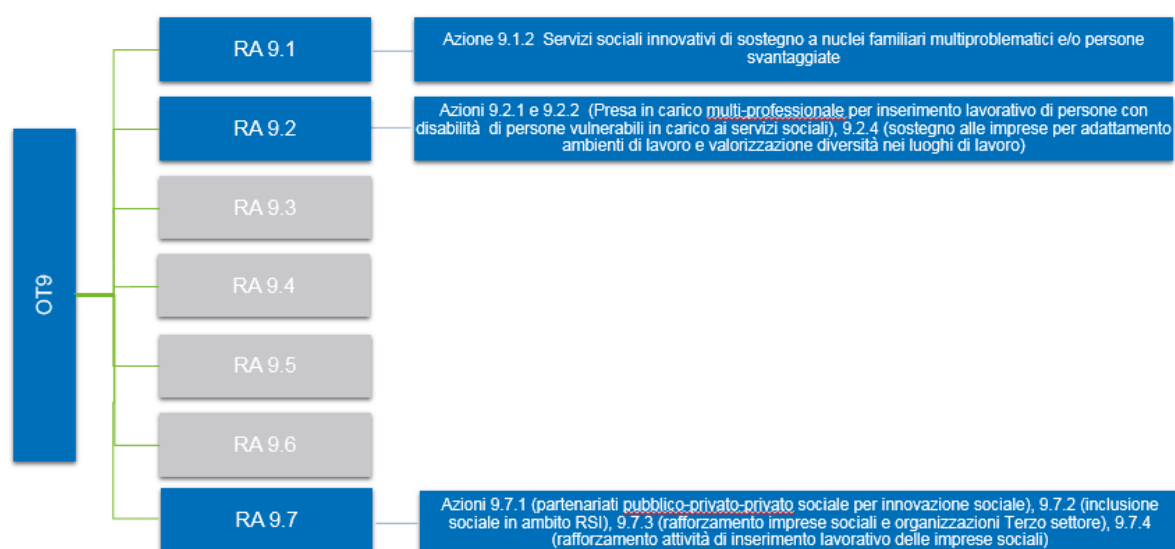 OT9
RA 9.1
Azione 9.1.2 Servizi sociali innovativi di sostegno a nuclei familiari multiproblematici e/o persone
svantaggiate
RA 9.2
Azioni 9.2.1 e 9.2.2 (Presa in carico multi-professionale per inserimento lavorativo di persone con
disabilità di persone vulnerabili in carico ai servizi sociali), 9.2.4 (sostegno alle imprese per adattamento
ambienti di lavoro e valorizzazione diversità nei luoghi di lavoro)
RA 9.3
RA 9.4
RA 9.5
RA 9.6
RA 9.7
Azioni 9.7.1 (partenariati pubblico-privato-privato sociale per innovazione sociale), 9.7.2 (inclusione
sociale in ambito RSI), 9.7.3 (rafforzamento imprese sociali e organizzazioni Terzo settore), 9.7.4
(rafforzamento attività di inserimento lavorativo delle imprese sociali)